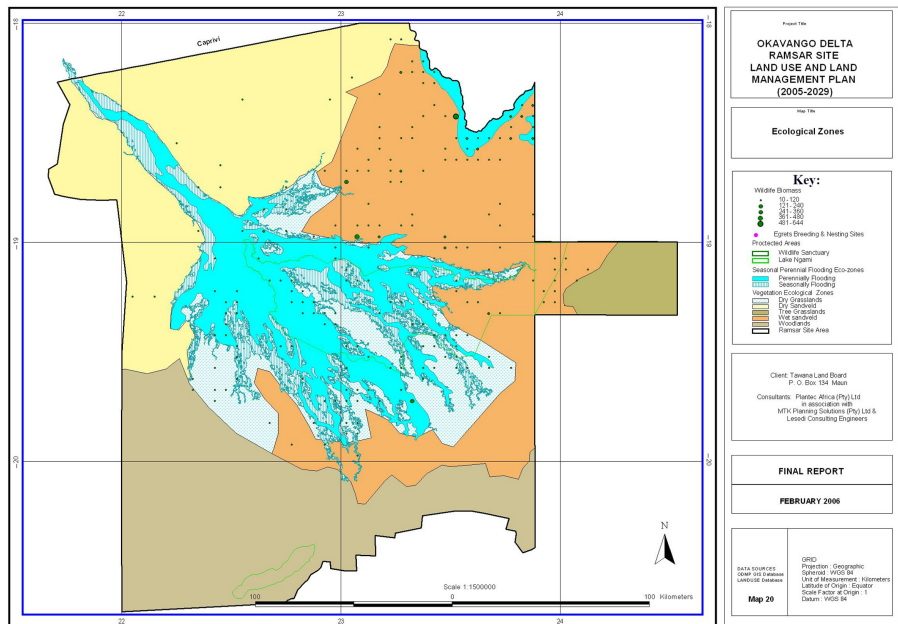 22
23
24
-18
-18
Caprivi
-19
-19
-20
-20
N
Scale 1:1500000
100
0
100 Kilometers
22
23
24
Project Title
OKAVANGO DELTA
RAMSAR SITE
LAND USE AND LAND
MANAGEMENT PLAN
(2005-2029)
Map Title
Ecological Zones
Key:
Wildlife Biomass
10-120
121-240
241-360
361-480
481-644
Egrets Breeding & Nesting Sites
Proctected Areas
Wildlife Sanctuary
Lake Ngami
Seasonal Perennial Flooding Eco-zones
Perennially Flooding
Seasonally Flooding
Vegetation Ecological Zones
Dry Grasslands
Dry Sandveld
Tree Grasslands
Wet sandveld
Woodlands
Ramsar Site Area
Client: Tawana Land Board
P. O. Box 134 Maun
Consultants: Plantec Africa (Pty) Ltd
in association with
MTK Planning Solutions (Pty) Ltd &
Lesedi Consulting Engineers
FINAL REPORT
FEBRUARY 2006
DATA SOURCES
ODMP GIS Database
LANDUSE Database
Map 20
GRID
Projection : Geographic
Spheroid : WGS 84
Unit of Measurement : Kilometers
Latitude of Origin : Equator
Scale Factor at Origin : 1
Datum : WGS 84